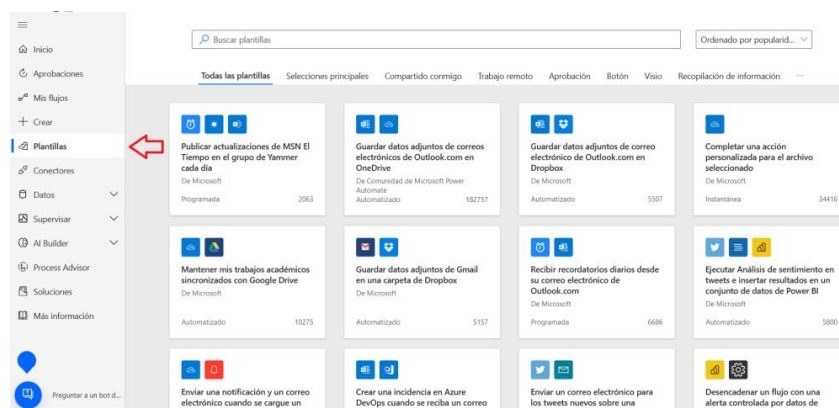 Buscar plantillas
Ordenado por popularid...
Inicio
Aprobaciones
Mis flujos
Crear
Plantillas
Conectores
Datos
Supervisar
AI Builder
Process Advisor
Soluciones
Más información
Preguntar a un bot d...
Todas las plantillas Selecciones principales Compartido conmigo Trabajo remoto Aprobación Botón Visio Recopilación de información ...
Publicar actualizaciones de MSN El
Tiempo en el grupo de Yammer
cada día
De Microsoft
Programada 2063
Guardar datos adjuntos de correos
electrónicos de Outlook.com en
OneDrive
De Comunidad de Microsoft Power
Automate
Automatizado 182757
Guardar datos adjuntos de correo
electrónico de Outlook.com en
Dropbox
De Microsoft
Automatizado 5507
Completar una acción
personalizada para el archivo
seleccionado
De Microsoft
Instantánea 34416
Mantener mis trabajos académicos
sincronizados con Google Drive
De Microsoft
Automatizado 10275
Guardar datos adjuntos de Gmail
en una carpeta de Dropbox
De Microsoft
Automatizado 5157
Recibir recordatorios diarios desde
su correo electrónico de
Outlook.com
De Microsoft
Programada 6686
Ejecutar Análisis de sentimiento en
tweets e insertar resultados en un
conjunto de datos de Power BI
De Microsoft
Automatizado 5800
Enviar una notificación y un correo
electrónico cuando se cargue un
Crear una incidencia en Azure
DevOps cuando se reciba un correo
Enviar un correo electrónico para
los tweets nuevos sobre una
Desencadenar un flujo con una
alerta controlada por datos de